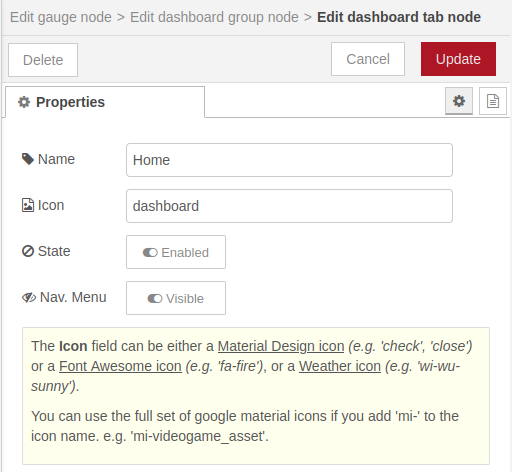 Edit gauge node > Edit dashboard group node > Edit dashboard tab node
Delete Cancel Update
Properties
Name Home
Icon dashboard
State Enabled
Nav. Menu Visible
The Icon field can be either a Material Design icon (e.g. 'check', 'close')
or a Font Awesome icon (e.g. 'fa-fire'), or a Weather icon (e.g. 'wi-wu-
sunny').
You can use the full set of google material icons if you add 'mi-' to the
icon name. e.g. 'mi-videogame_asset'.